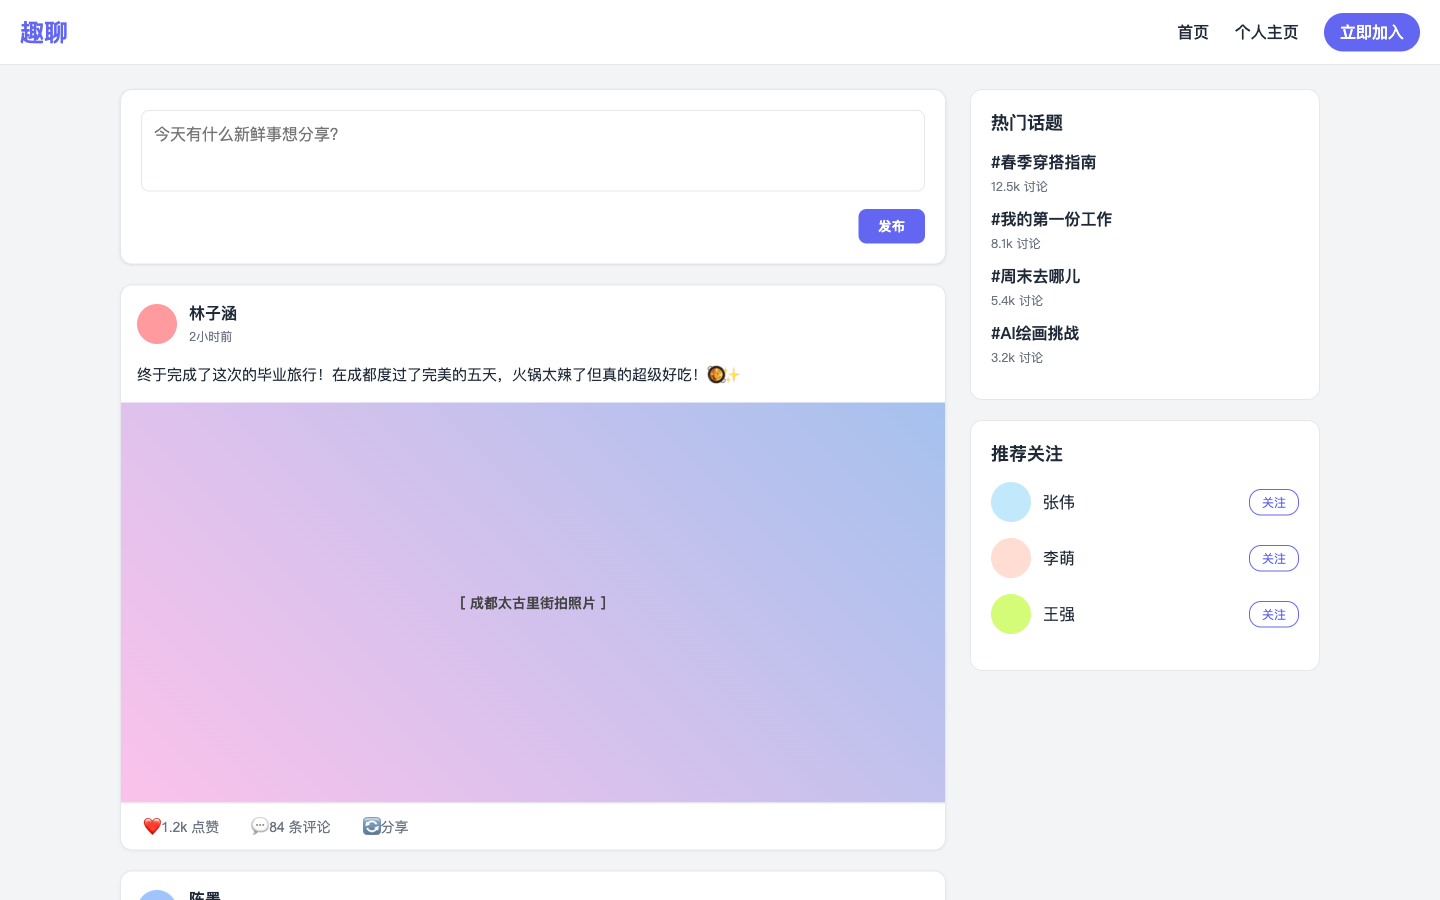 趣聊
首页
个人主页
立即加入
今天有什么新鲜事想分享?
发布
林子涵
2小时前
终于完成了这次的毕业旅行！在成都度过了完美的五天，火锅太辣了但真的超级好吃！🥘✨
[ 成都太古里街拍照片 ]
❤️1.2k 点赞
💬84 条评论
🔄分享
陈墨
热门话题
#春季穿搭指南
12.5k 讨论
#我的第一份工作
8.1k 讨论
#周末去哪儿
5.4k 讨论
#AI绘画挑战
3.2k 讨论
推荐关注
张伟
关注
李萌
关注
王强
关注